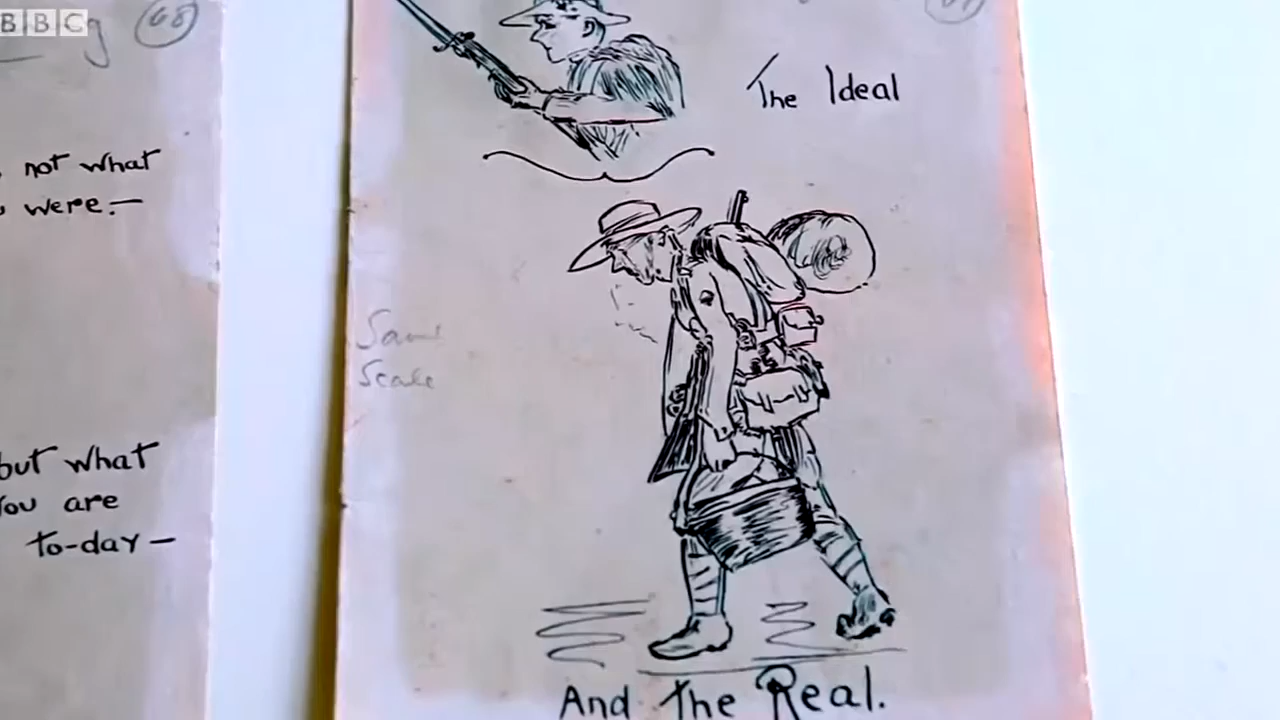 BBC
68
not what
were.—
but what
You are
to-day—
The Ideal
Same
Scale
And the Real.